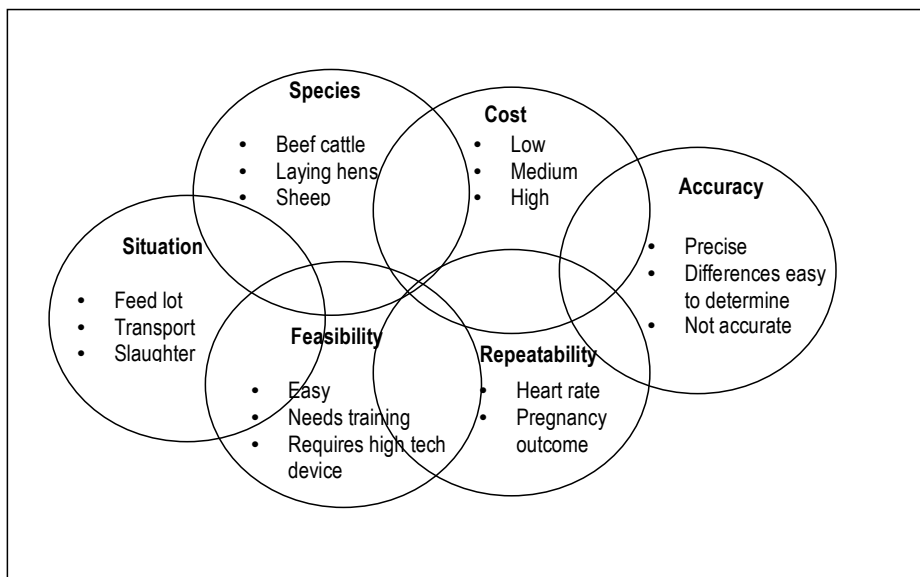 Species
• Beef cattle
• Laying hens
• Sheep
Cost
• Low
• Medium
• High
Accuracy
• Precise
• Differences easy
to determine
• Not accurate
Situation
• Feed lot
• Transport
• Slaughter
Feasibility
• Easy
• Needs training
• Requires high tech
device
Repeatability
• Heart rate
• Pregnancy
outcome